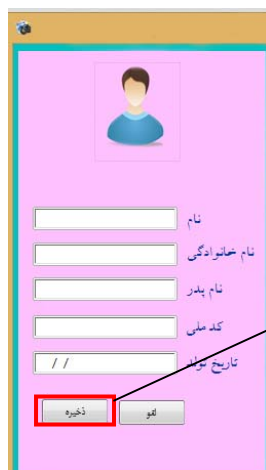 نام
نام خانوادگی
نام پدر
کد ملی
تاریخ تولد / /
ذخیره لغو